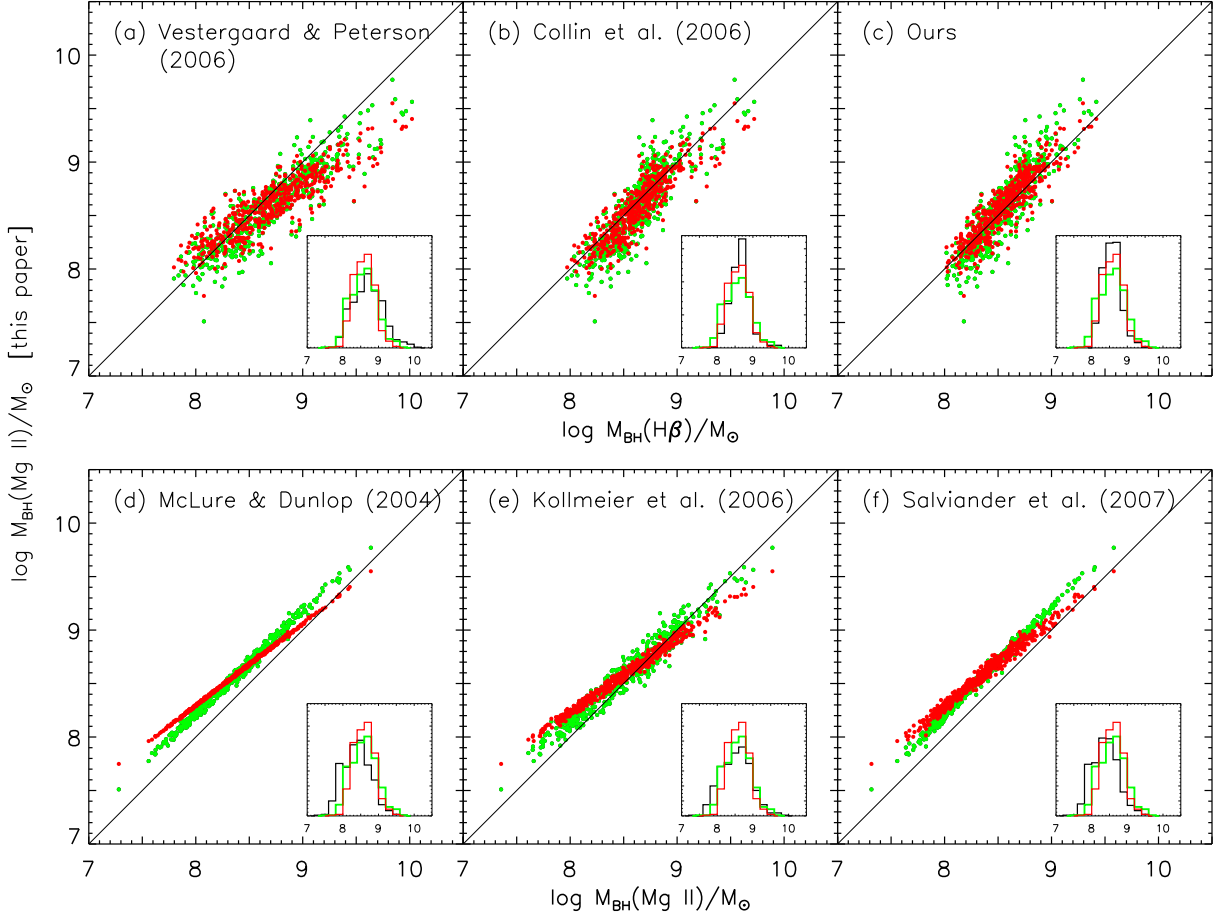 (a) Vestergaard & Peterson
(2006)
(b) Collin et al. (2006)
(c) Ours
10
9
8
7
7 8 9 10
7 8 9 10
7 8 9 10
7 8 9 10
7 8 9 10
7 8 9 10
log M_BH(Hβ)/M_⊙
log M_BH(Mg II)/M_⊙ [this paper]
(d) McLure & Dunlop (2004)
(e) Kollmeier et al. (2006)
(f) Salviander et al. (2007)
10
9
8
7
7 8 9 10
7 8 9 10
7 8 9 10
7 8 9 10
7 8 9 10
7 8 9 10
log M_BH(Mg II)/M_⊙